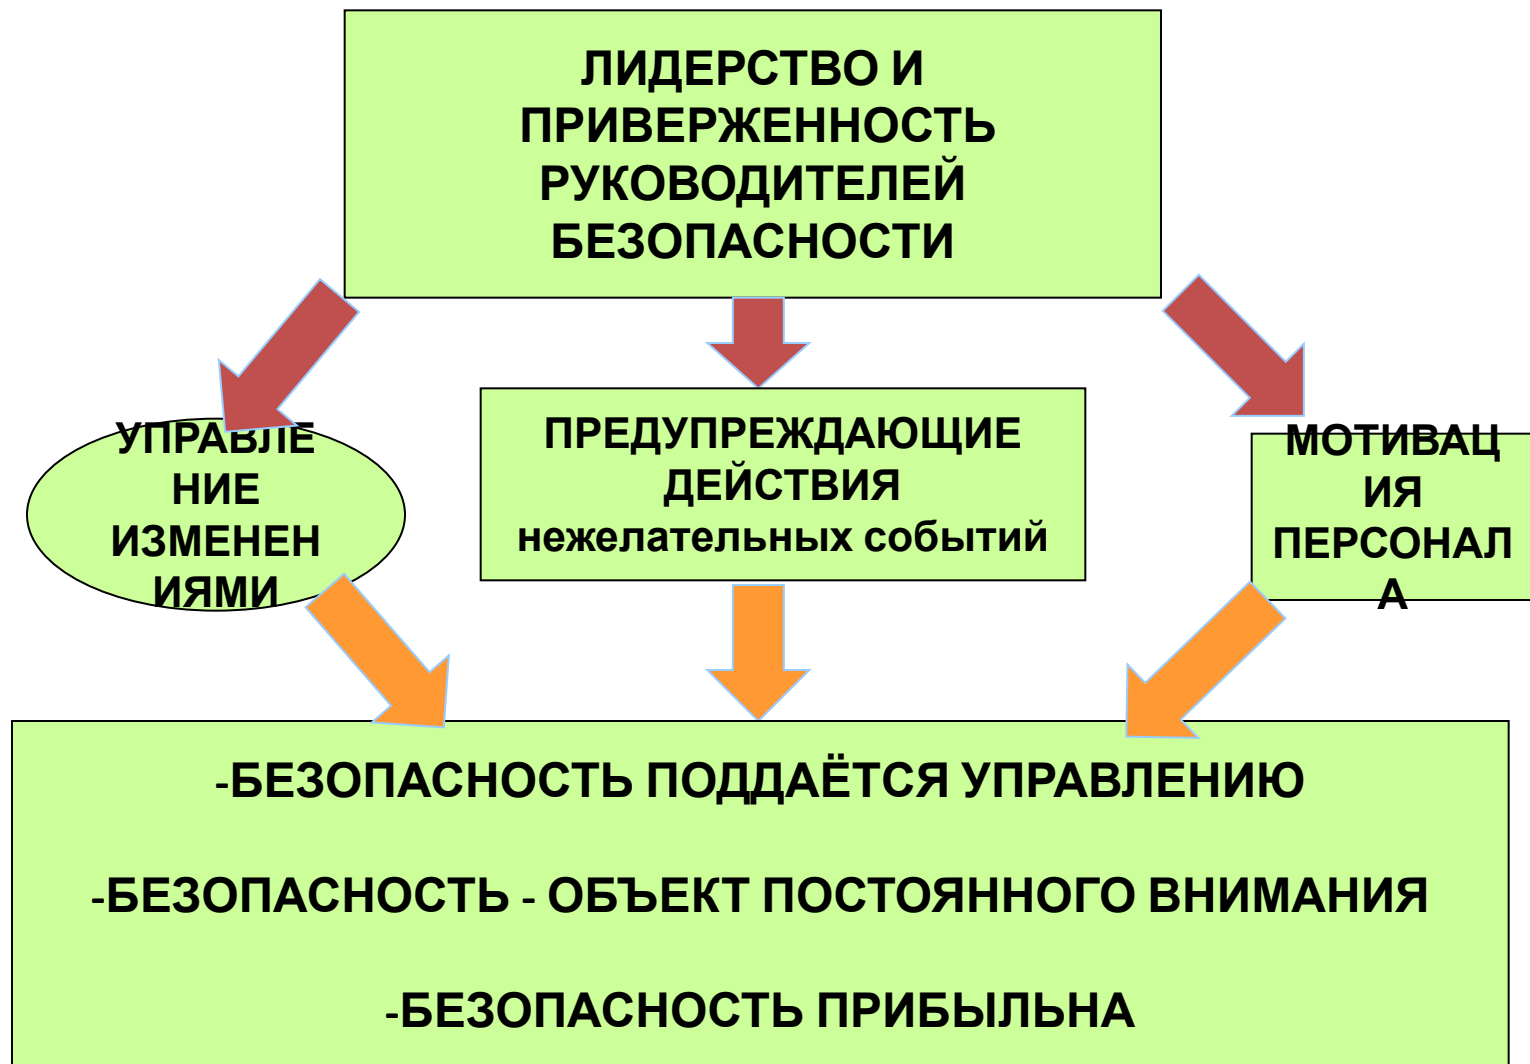 ЛИДЕРСТВО И
ПРИВЕРЖЕННОСТЬ
РУКОВОДИТЕЛЕЙ
БЕЗОПАСНОСТИ
УПРАВЛЕ
НИЕ
ИЗМЕНЕН
ИЯМИ
ПРЕДУПРЕЖДАЮЩИЕ
ДЕЙСТВИЯ
нежелательных событий
МОТИВАЦ
ИЯ
ПЕРСОНАЛ
А
-БЕЗОПАСНОСТЬ ПОДДАЁТСЯ УПРАВЛЕНИЮ
-БЕЗОПАСНОСТЬ - ОБЪЕКТ ПОСТОЯННОГО ВНИМАНИЯ
-БЕЗОПАСНОСТЬ ПРИБЫЛЬНА